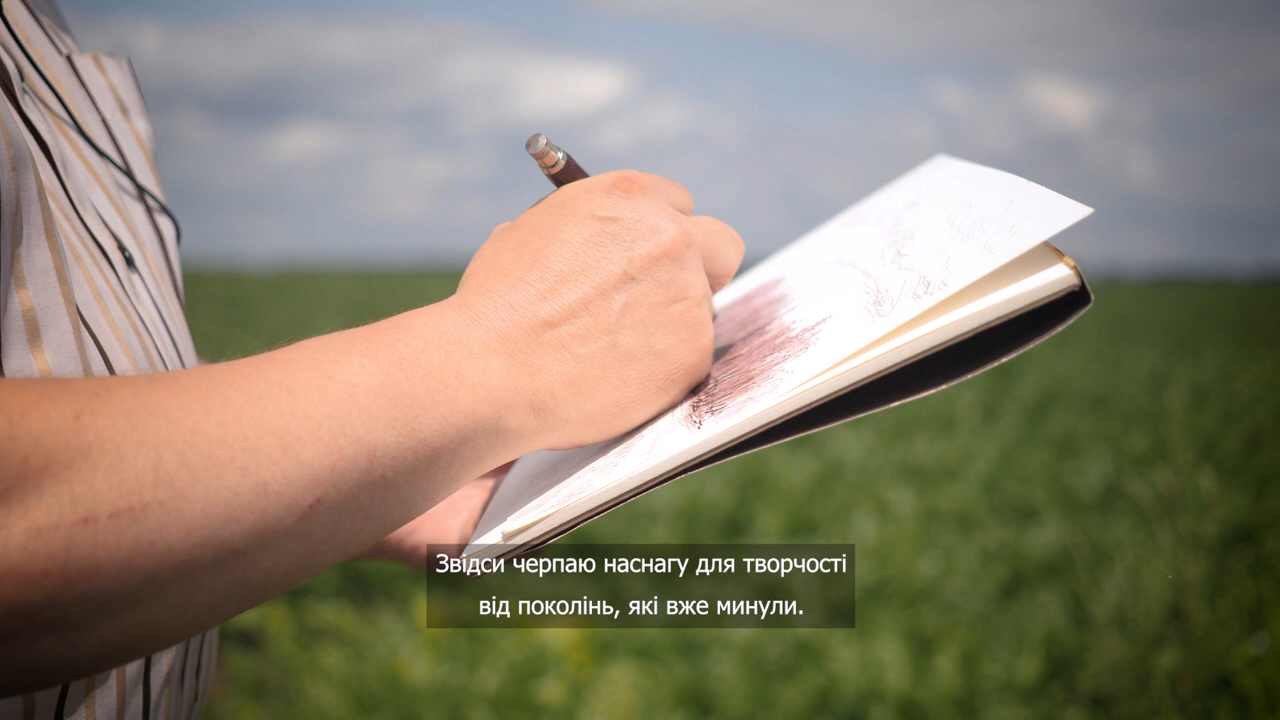 Звідси черпаю наснагу для творчості
від поколінь, які вже минули.